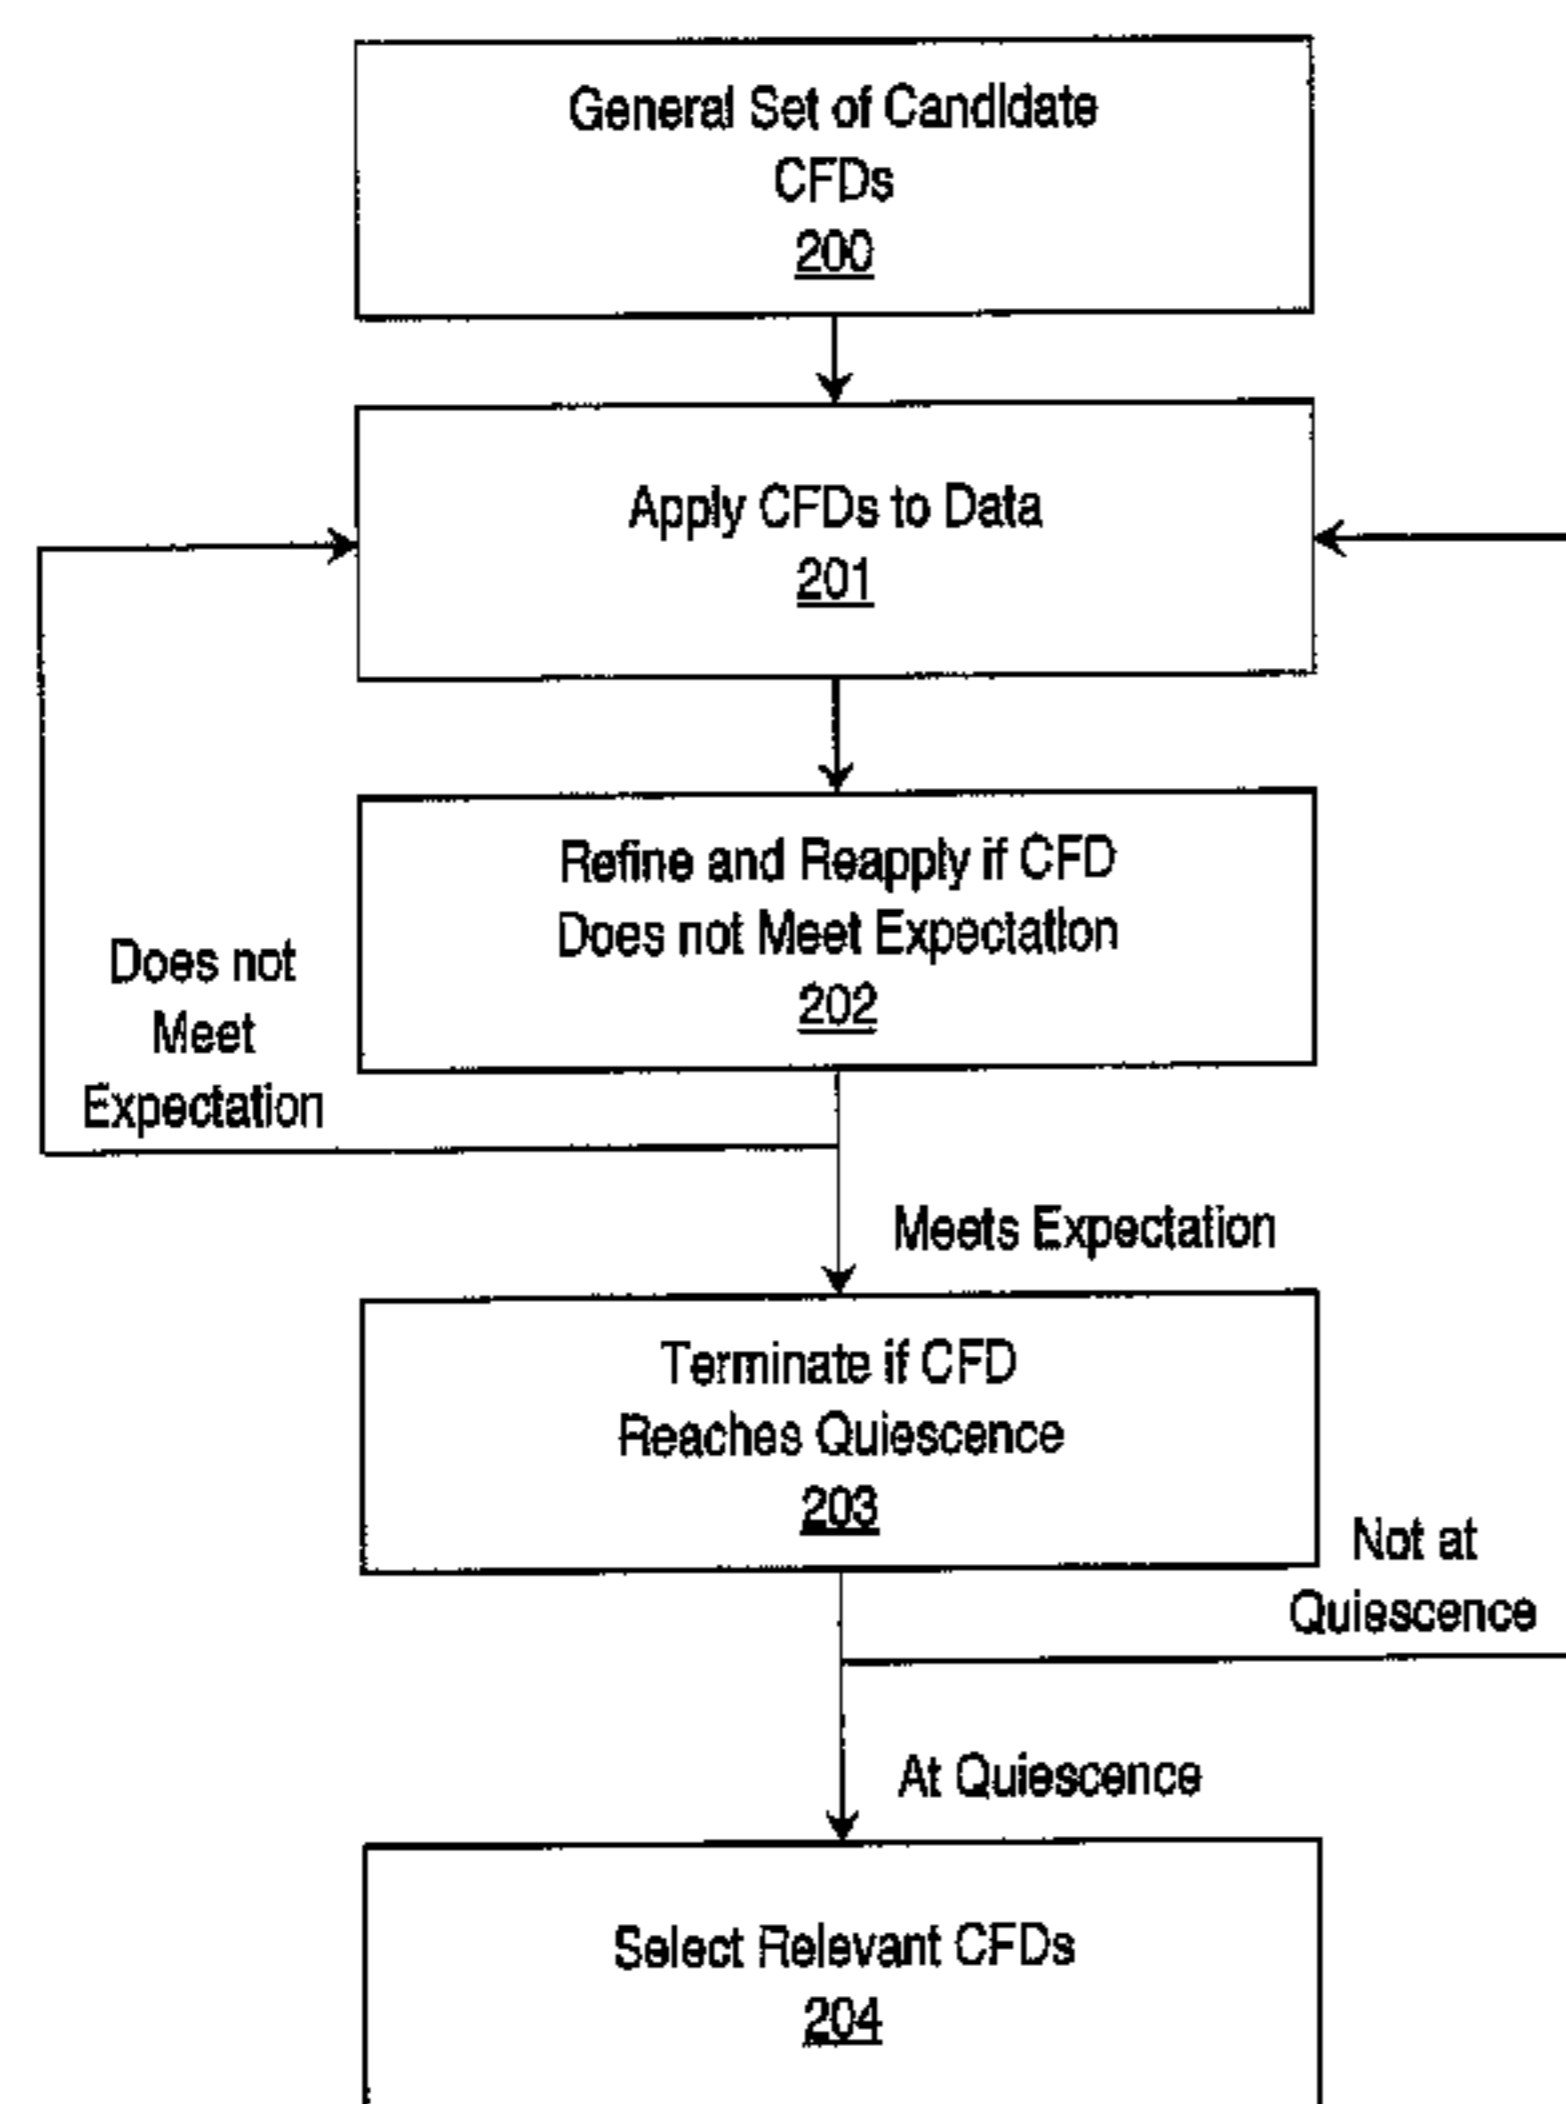 General Set of Candidate
CFDs
200
Apply CFDs to Data
201
Refine and Reapply if CFD
Does not Meet Expectation
202
Does not
Meet
Expectation
Meets Expectation
Terminate if CFD
Reaches Quiescence
203
Not at
Quiescence
At Quiescence
Select Relevant CFDs
204